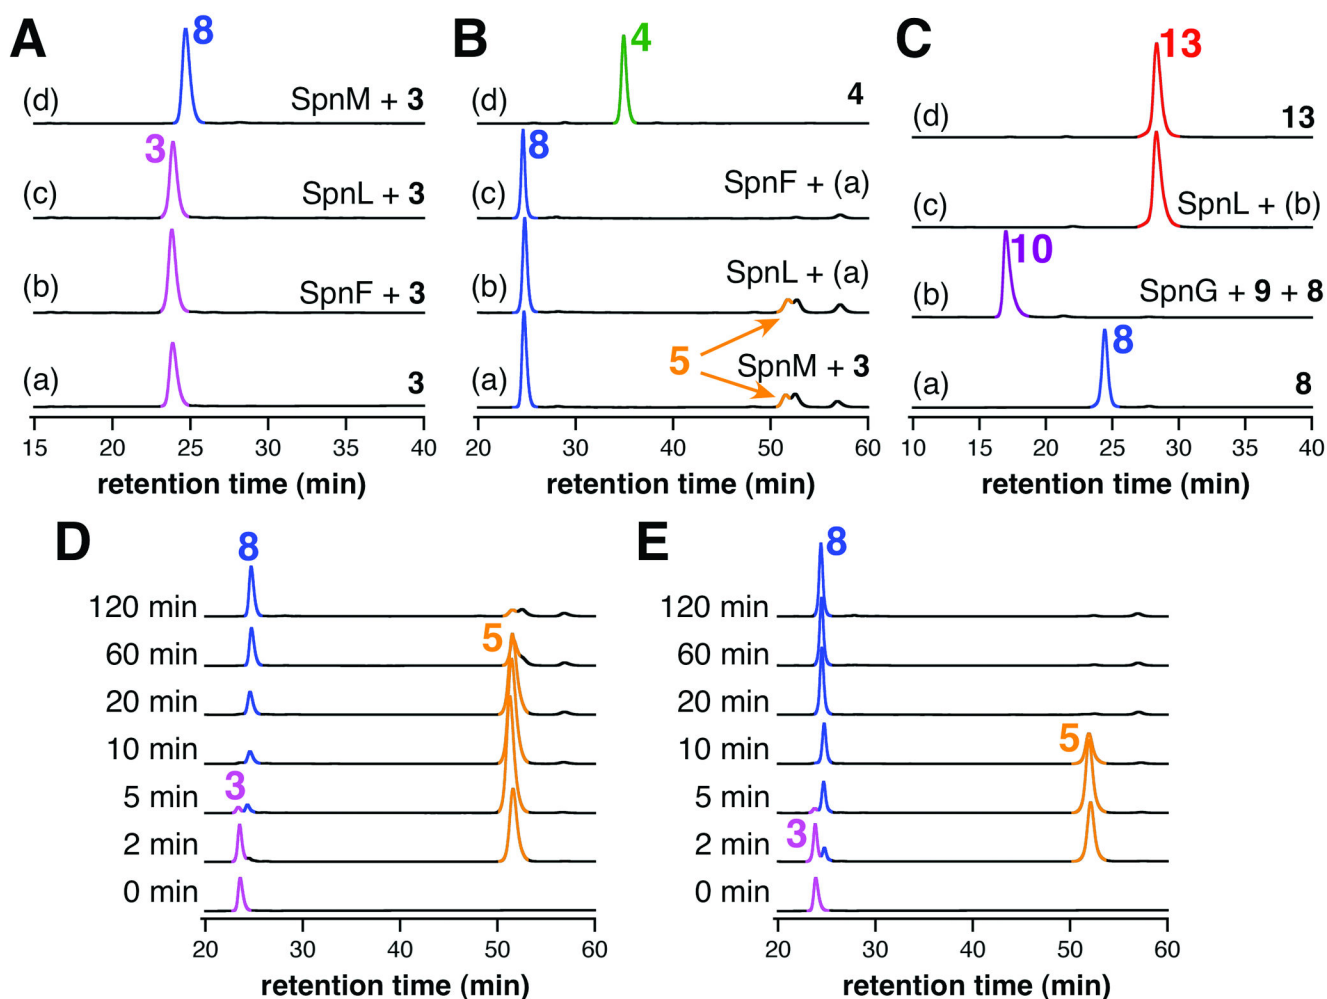 A
8
(d) SpnM + 3
3
(c) SpnL + 3
(b) SpnF + 3
(a) 3
15 20 25 30 35 40
retention time (min)
B
4
(d) 4
8
(c) SpnF + (a)
(b) SpnL + (a)
5
(a) SpnM + 3
20 30 40 50 60
retention time (min)
C
13
(d) 13
(c) SpnL + (b)
10
(b) SpnG + 9 + 8
8
(a) 8
10 15 20 25 30 35 40
retention time (min)
D
8
120 min
5
60 min
20 min
10 min
3
5 min
2 min
0 min
20 30 40 50 60
retention time (min)
E
8
120 min
60 min
20 min
5
10 min
5 min
3
2 min
0 min
20 30 40 50 60
retention time (min)